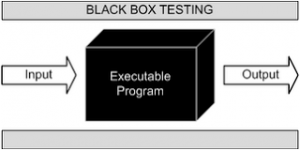 BLACK BOX TESTING
Input
Executable
Program
Output